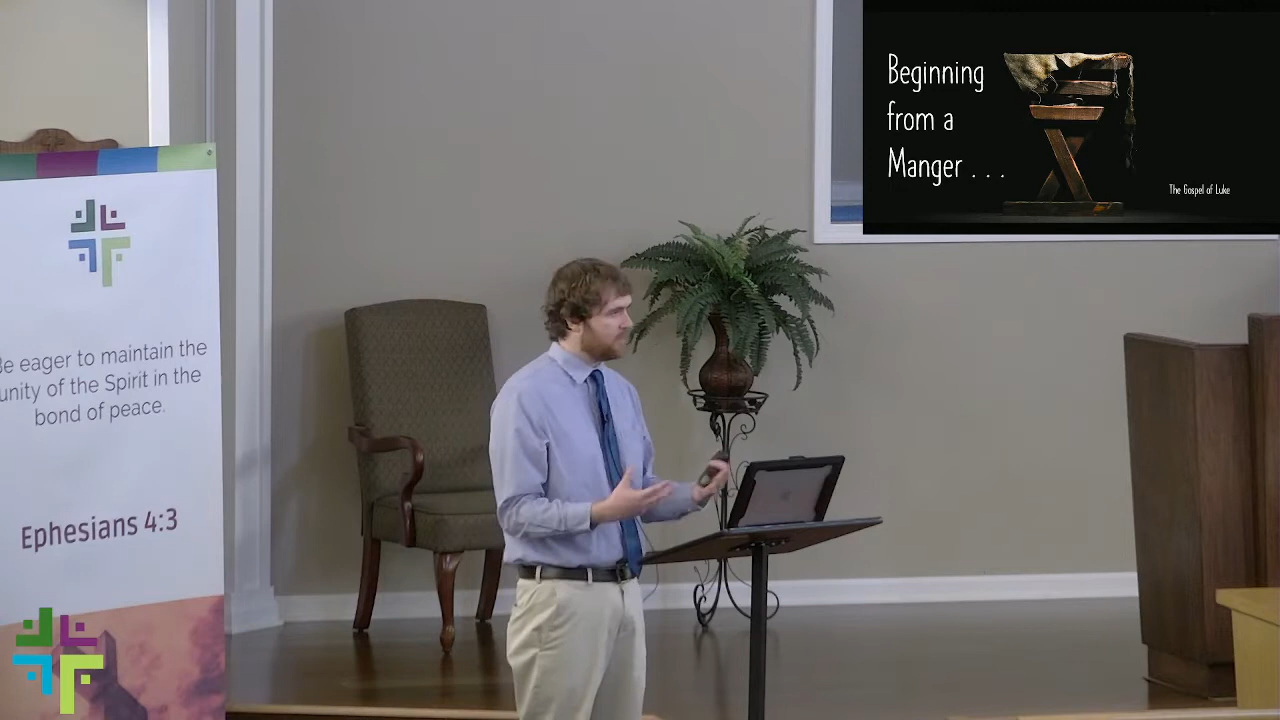 Beginning
from a
Manger . . .
The Gospel of Luke
Be eager to maintain the
unity of the Spirit in the
bond of peace.
Ephesians 4:3